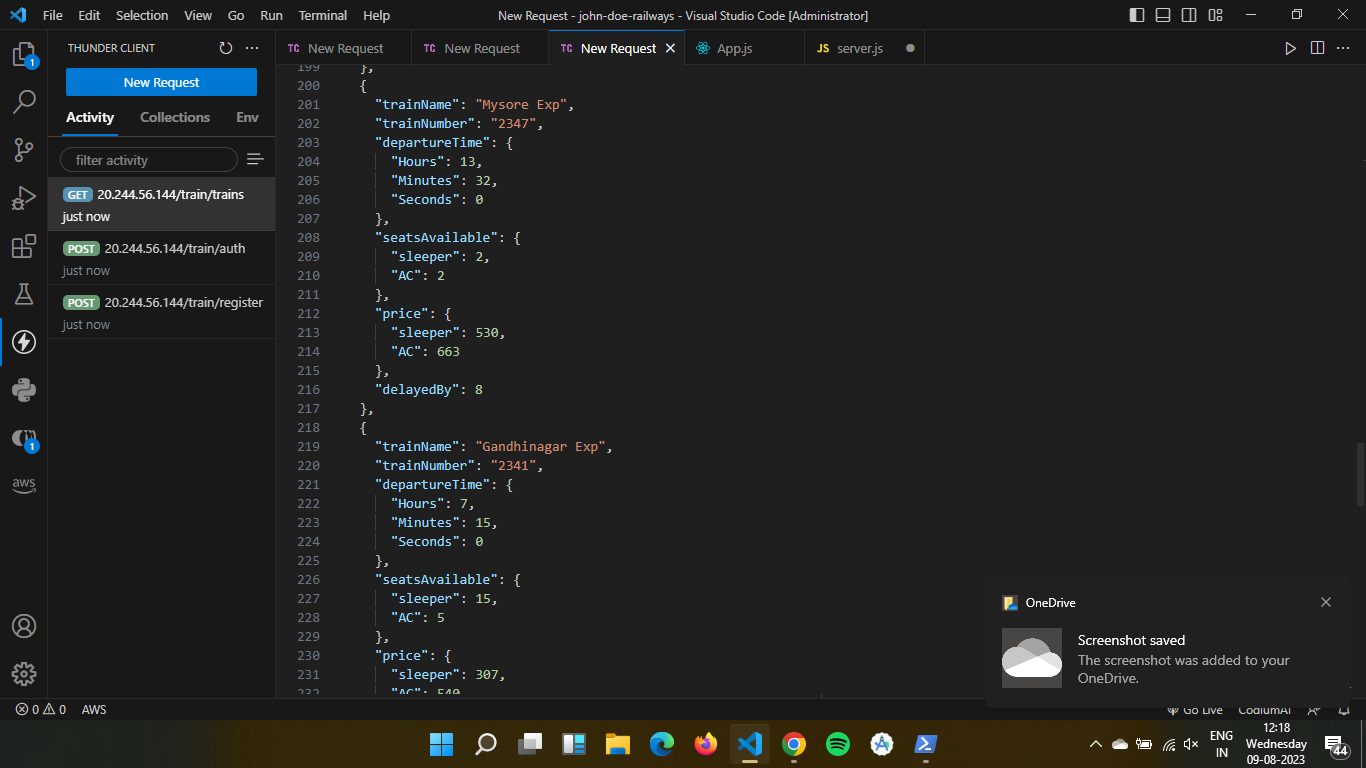 File Edit Selection View Go Run Terminal Help
New Request - john-doe-railways - Visual Studio Code [Administrator]
THUNDER CLIENT
New Request
Activity Collections Env
filter activity
GET 20.244.56.144/train/trains
just now
POST 20.244.56.144/train/auth
just now
POST 20.244.56.144/train/register
just now
1
1
aws
TC New Request
TC New Request
TC New Request
App.js
JS server.js
199 },
200 {
201 "trainName": "Mysore Exp",
202 "trainNumber": "2347",
203 "departureTime": {
204 "Hours": 13,
205 "Minutes": 32,
206 "Seconds": 0
207 },
208 "seatsAvailable": {
209 "sleeper": 2,
210 "AC": 2
211 },
212 "price": {
213 "sleeper": 530,
214 "AC": 663
215 },
216 "delayedBy": 8
217 },
218 {
219 "trainName": "Gandhinagar Exp",
220 "trainNumber": "2341",
221 "departureTime": {
222 "Hours": 7,
223 "Minutes": 15,
224 "Seconds": 0
225 },
226 "seatsAvailable": {
227 "sleeper": 15,
228 "AC": 5
229 },
230 "price": {
231 "sleeper": 307,
232 "AC": 540
OneDrive
Screenshot saved
The screenshot was added to your
OneDrive.
0 0 AWS
Go Live CodiumAI
ENG
IN
12:18
Wednesday
09-08-2023
44